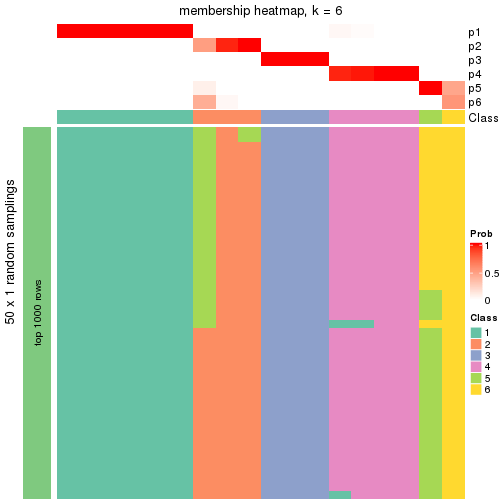 membership heatmap, k = 6
p1
p2
p3
p4
p5
p6
Class
50 x 1 random samplings
top 1000 rows
Prob
1
0.5
0
Class
1
2
3
4
5
6